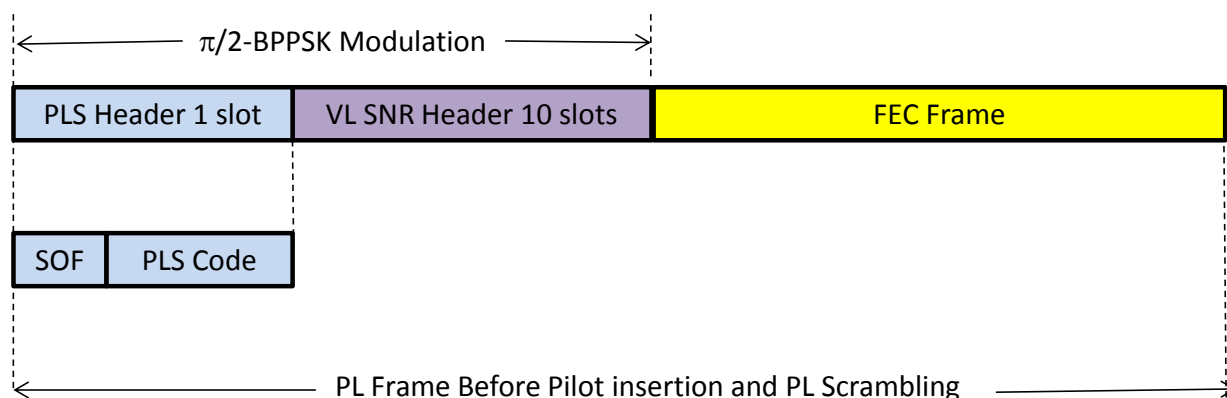 π/2-BPPSK Modulation
PLS Header 1 slot
VL SNR Header 10 slots
FEC Frame
SOF
PLS Code
PL Frame Before Pilot insertion and PL Scrambling